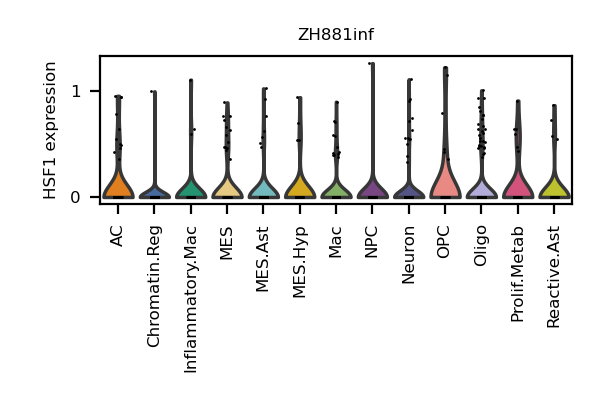 ZH881inf
HSF1 expression
1
0
AC
Chromatin.Reg
Inflammatory.Mac
MES
MES.Ast
MES.Hyp
Mac
NPC
Neuron
OPC
Oligo
Prolif.Metab
Reactive.Ast